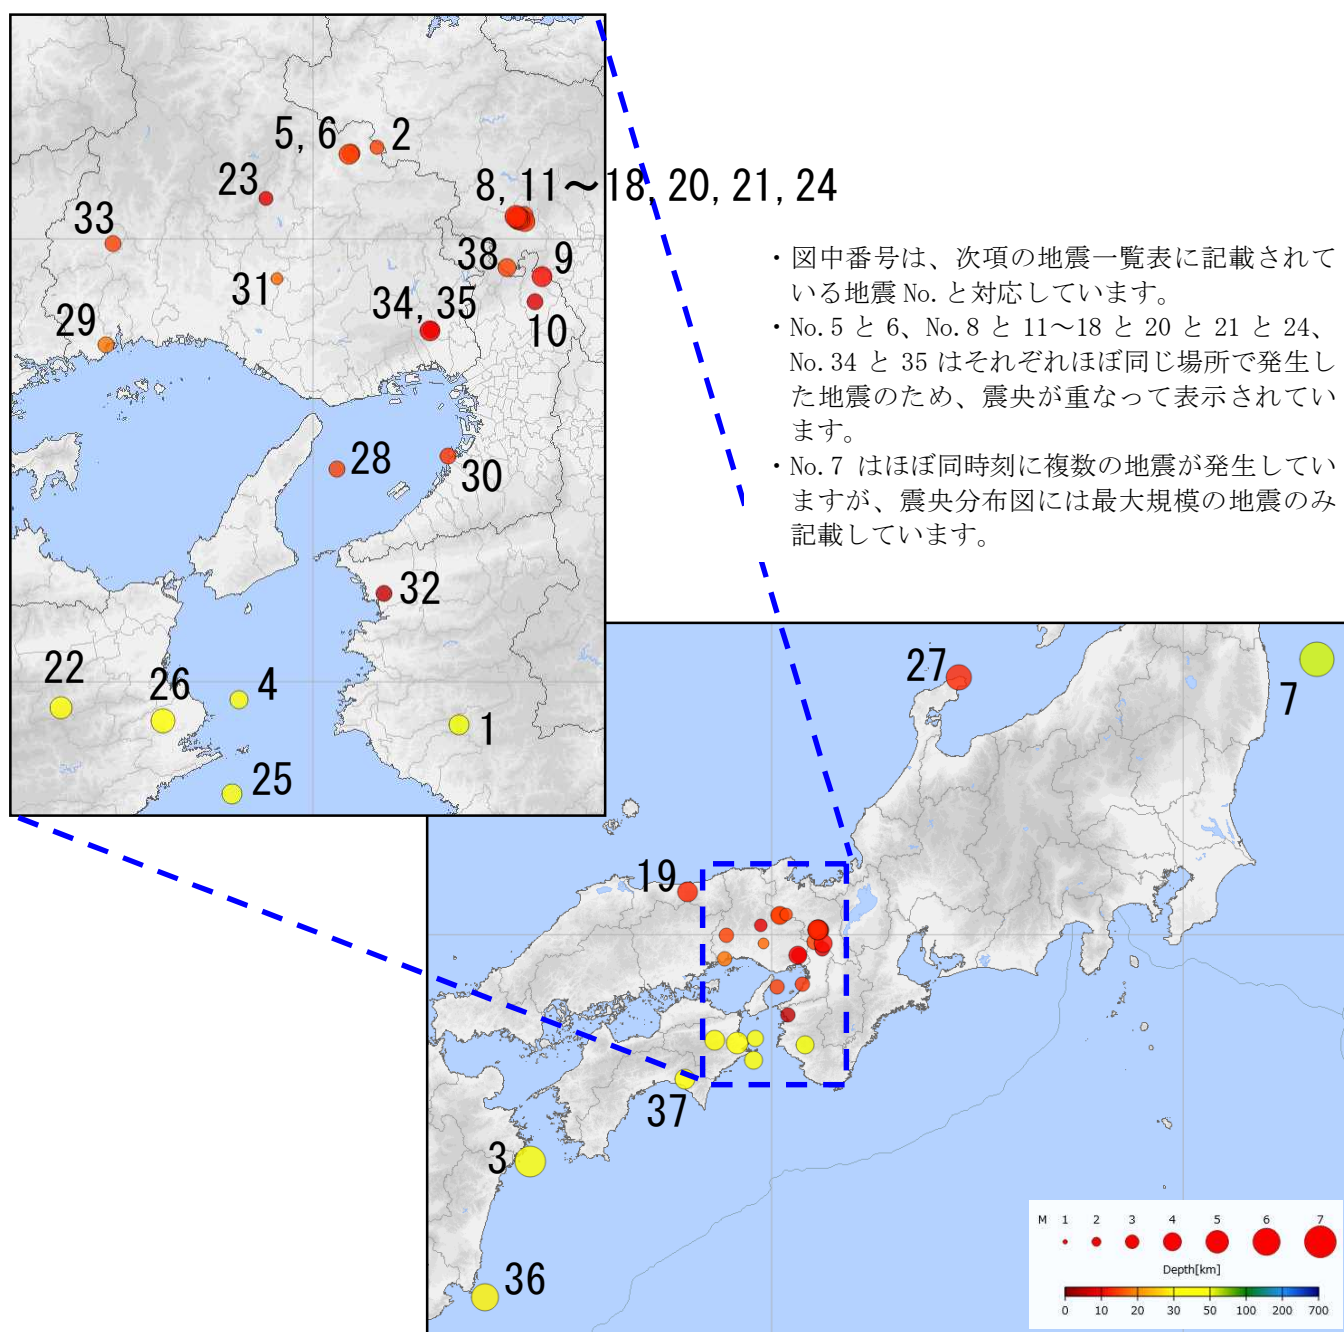 5, 6
2
23
8, 11～18, 20, 21, 24
33
38
9
31
34, 35
10
29
28
30
32
22
26
4
1
25
・図中番号は、次項の地震一覧表に記載されて
いる地震 No.と対応しています。
・No.5 と 6、No.8 と 11～18 と 20 と 21 と 24、
No.34 と 35 はそれぞれほぼ同じ場所で発生し
た地震のため、震央が重なって表示されてい
ます。
・No.7 はほぼ同時刻に複数の地震が発生してい
ますが、震央分布図には最大規模の地震のみ
記載しています。
27
7
19
37
3
36
M 1 2 3 4 5 6 7
Depth[km]
0 10 20 30 50 100 200 700